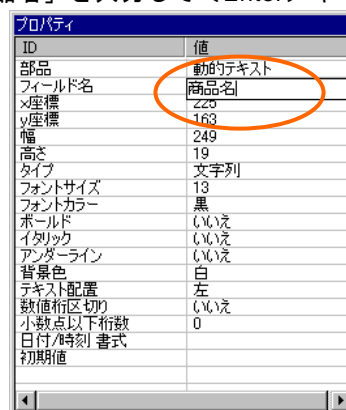 品名」と入力して〈Enter〉キ
プロパティ
ID 値
部品 動的テキスト
フィールド名 商品名
x座標 225
y座標 163
幅 249
高さ 19
タイプ 文字列
フォントサイズ 13
フォントカラー 黒
ボールド いいえ
イタリック いいえ
アンダーライン いいえ
背景色 白
テキスト配置 左
数値桁区切り いいえ
小数点以下桁数 0
日付/時刻 書式
初期値